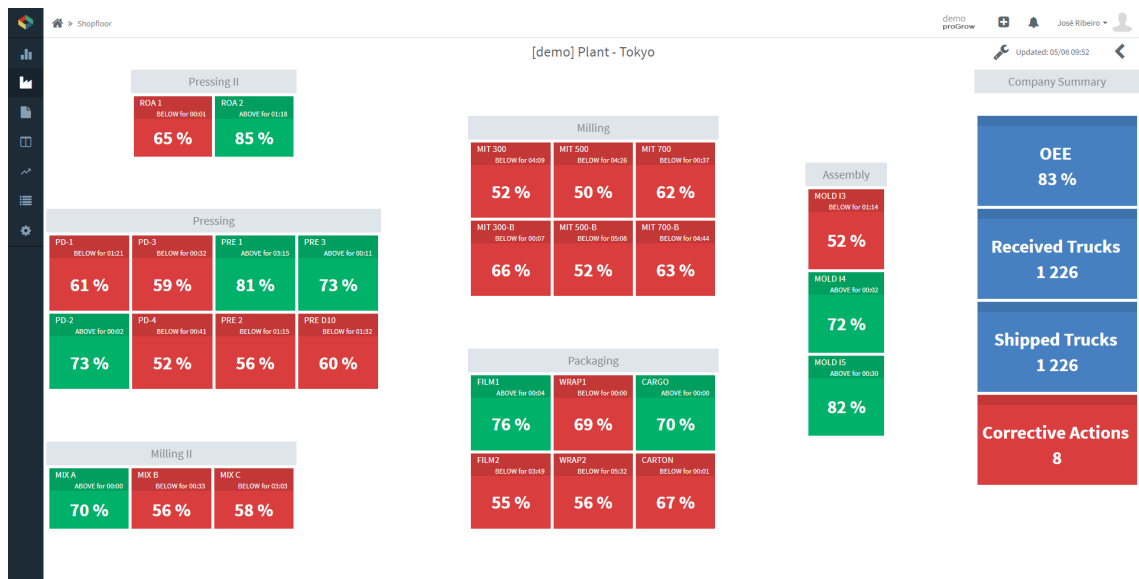 » Shopfloor
demo
proGrow
José Ribeiro
[demo] Plant - Tokyo
Updated: 05/06 09:52
Pressing II
ROA 1
BELOW for 00:01
65 %
ROA 2
ABOVE for 01:18
85 %
Pressing
PD-1
BELOW for 01:21
61 %
PD-3
BELOW for 00:32
59 %
PRE 1
ABOVE for 03:15
81 %
PRE 3
ABOVE for 00:11
73 %
PD-2
ABOVE for 00:02
73 %
PD-4
BELOW for 00:41
52 %
PRE 2
BELOW for 01:15
56 %
PRE D10
BELOW for 01:32
60 %
Milling II
MIX A
ABOVE for 00:00
70 %
MIX B
BELOW for 00:33
56 %
MIX C
BELOW for 03:03
58 %
Milling
MIT 300
BELOW for 04:09
52 %
MIT 500
BELOW for 04:26
50 %
MIT 700
BELOW for 00:37
62 %
MIT 300-B
BELOW for 00:07
66 %
MIT 500-B
BELOW for 05:08
52 %
MIT 700-B
BELOW for 04:44
63 %
Packaging
FILM1
ABOVE for 00:04
76 %
WRAP1
BELOW for 00:00
69 %
CARGO
ABOVE for 00:00
70 %
FILM2
BELOW for 03:49
55 %
WRAP2
BELOW for 05:32
56 %
CARTON
BELOW for 00:01
67 %
Assembly
MOLD I3
BELOW for 01:14
52 %
MOLD I4
ABOVE for 00:02
72 %
MOLD I5
ABOVE for 00:30
82 %
Company Summary
OEE
83 %
Received Trucks
1 226
Shipped Trucks
1 226
Corrective Actions
8